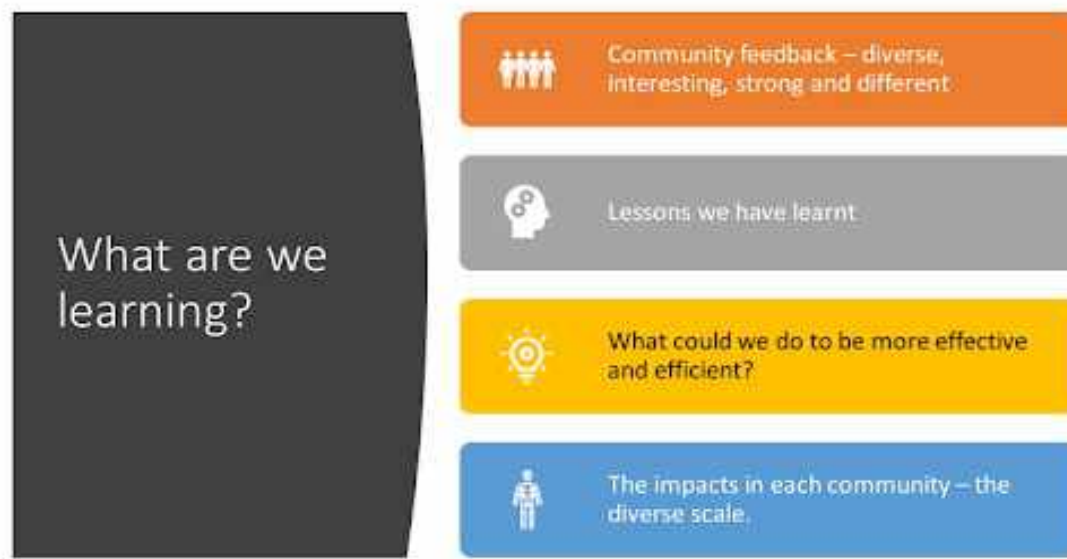 What are we
learning?
Community feedback – diverse,
interesting, strong and different
Lessons we have learnt
What could we do to be more effective
and efficient?
The impacts in each community – the
diverse scale.